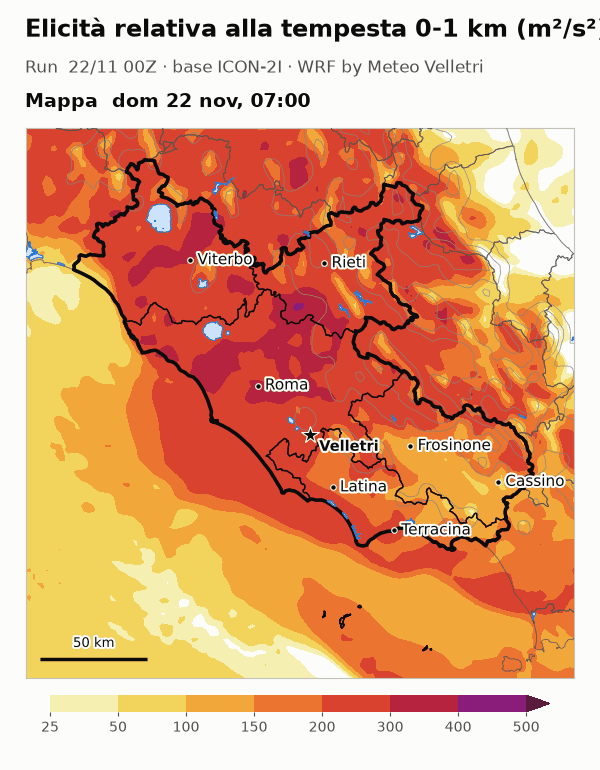 Elicità relativa alla tempesta 0-1 km (m²/s²)
Run 22/11 00Z · base ICON-2I · WRF by Meteo Velletri
Mappa dom 22 nov, 07:00
Viterbo
Rieti
Roma
Velletri
Frosinone
Cassino
Latina
Terracina
50 km
25 50 100 150 200 300 400 500